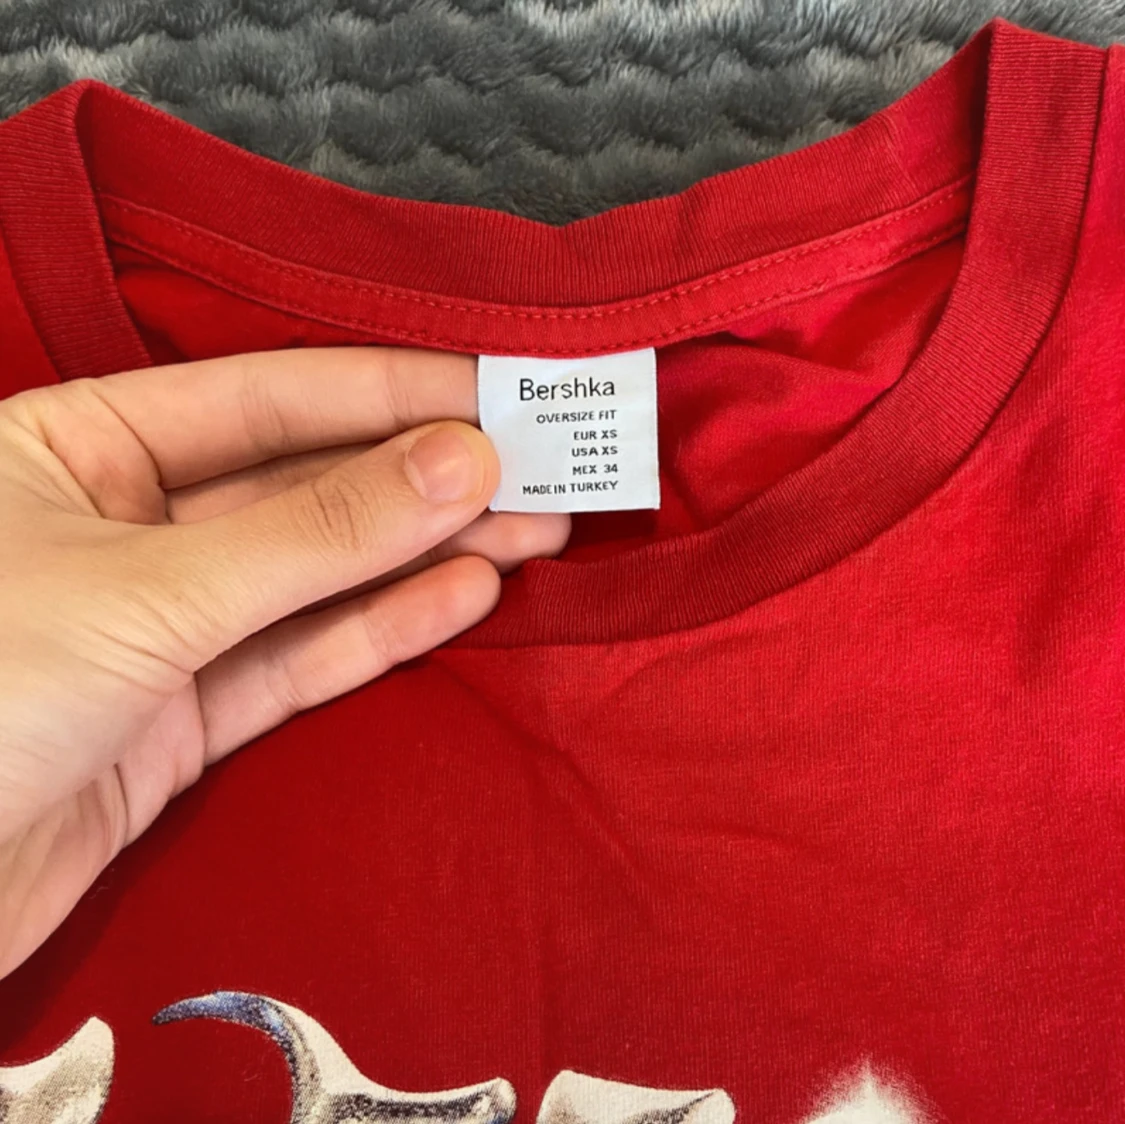 Bershka
OVERSIZE FIT
EUR XS
USA XS
MEX 34
MADE IN TURKEY